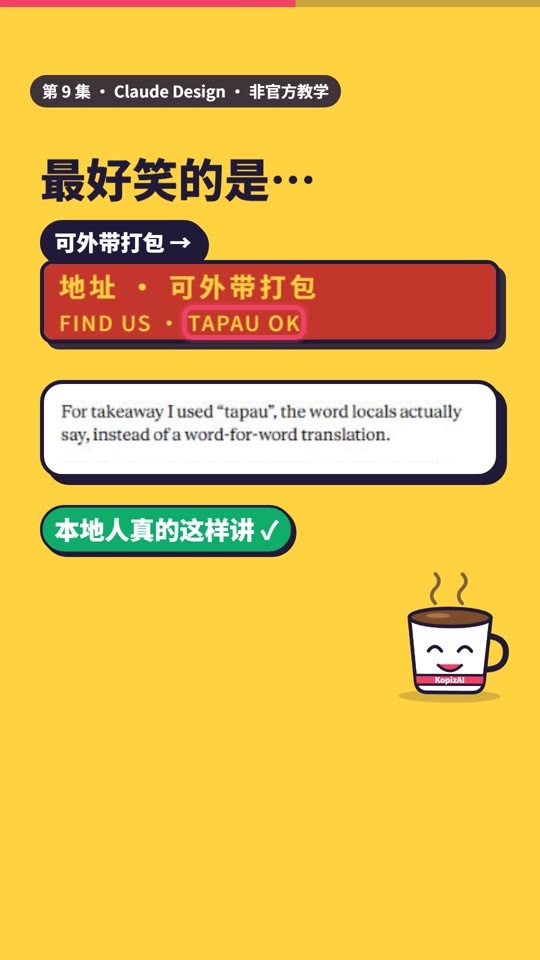 第 9 集 · Claude Design · 非官方教学
最好笑的是…
可外带打包 →
地址 · 可外带打包
FIND US · TAPAU OK
For takeaway I used “tapau”, the word locals actually
say, instead of a word-for-word translation.
本地人真的这样讲 ✓
KopizAI